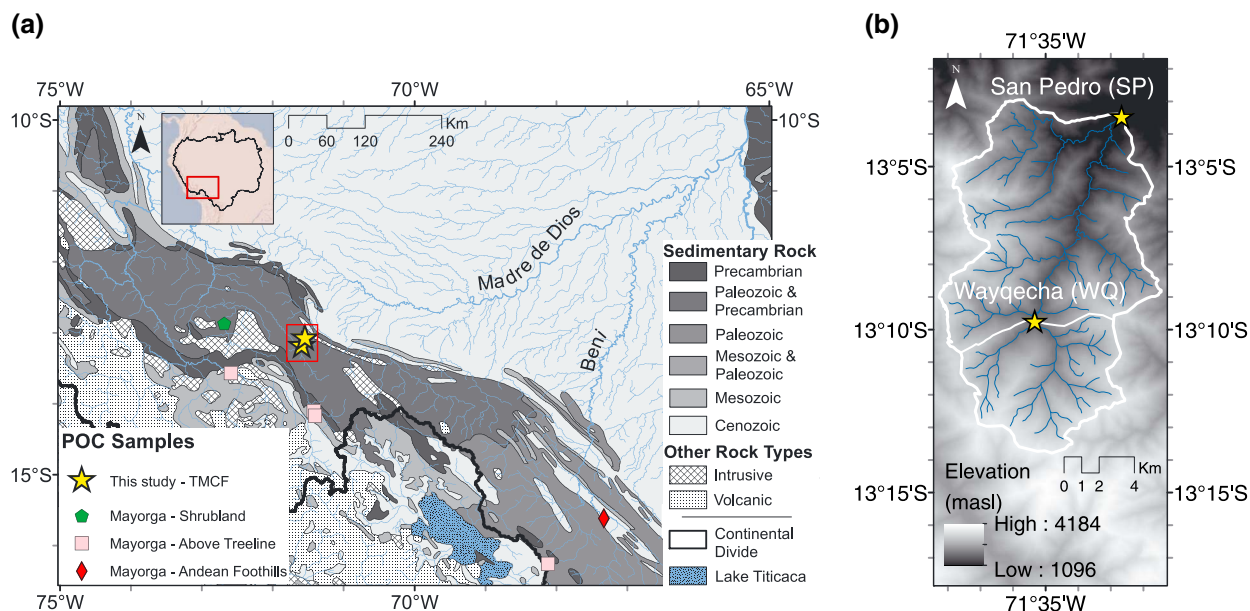 (a)
75°W
70°W
65°W
10°S
10°S
N
Km
0 60 120 240
Madre de Dios
Beni
15°S
POC Samples
This study - TMCF
Mayorga - Shrubland
Mayorga - Above Treeline
Mayorga - Andean Foothills
Sedimentary Rock
Precambrian
Paleozoic &
Precambrian
Paleozoic
Mesozoic &
Paleozoic
Mesozoic
Cenozoic
Other Rock Types
Intrusive
Volcanic
Continental
Divide
Lake Titicaca
75°W
70°W
(b)
71°35'W
N
San Pedro (SP)
13°5'S
13°5'S
Wayqecha (WQ)
13°10'S
13°10'S
Elevation
(masl)
Km
0 1 2 4
13°15'S
13°15'S
High : 4184
Low : 1096
71°35'W